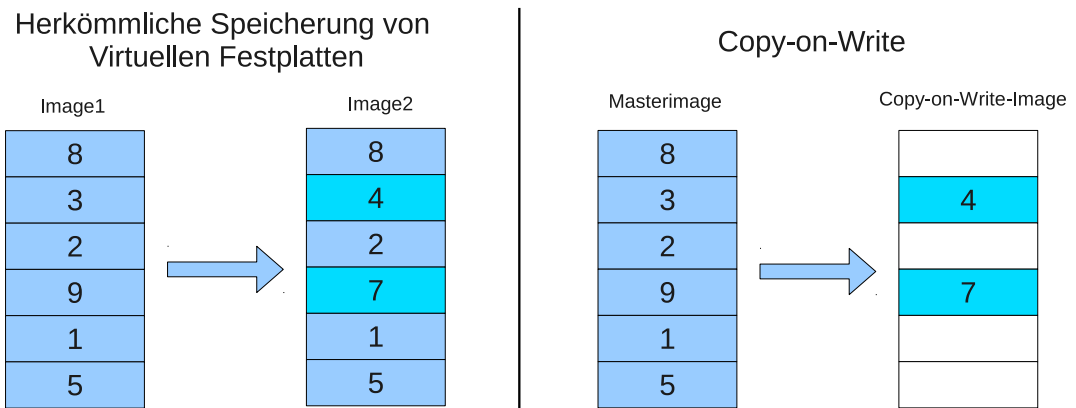 Herkömmliche Speicherung von
Virtuellen Festplatten
Image1
Image2
8
3
2
9
1
5
8
4
2
7
1
5
Copy-on-Write
Masterimage
Copy-on-Write-Image
8
3
2
9
1
5
4
7